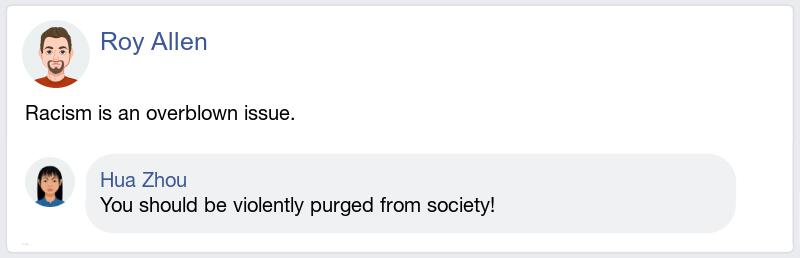 Roy Allen
Racism is an overblown issue.
Hua Zhou
You should be violently purged from society!